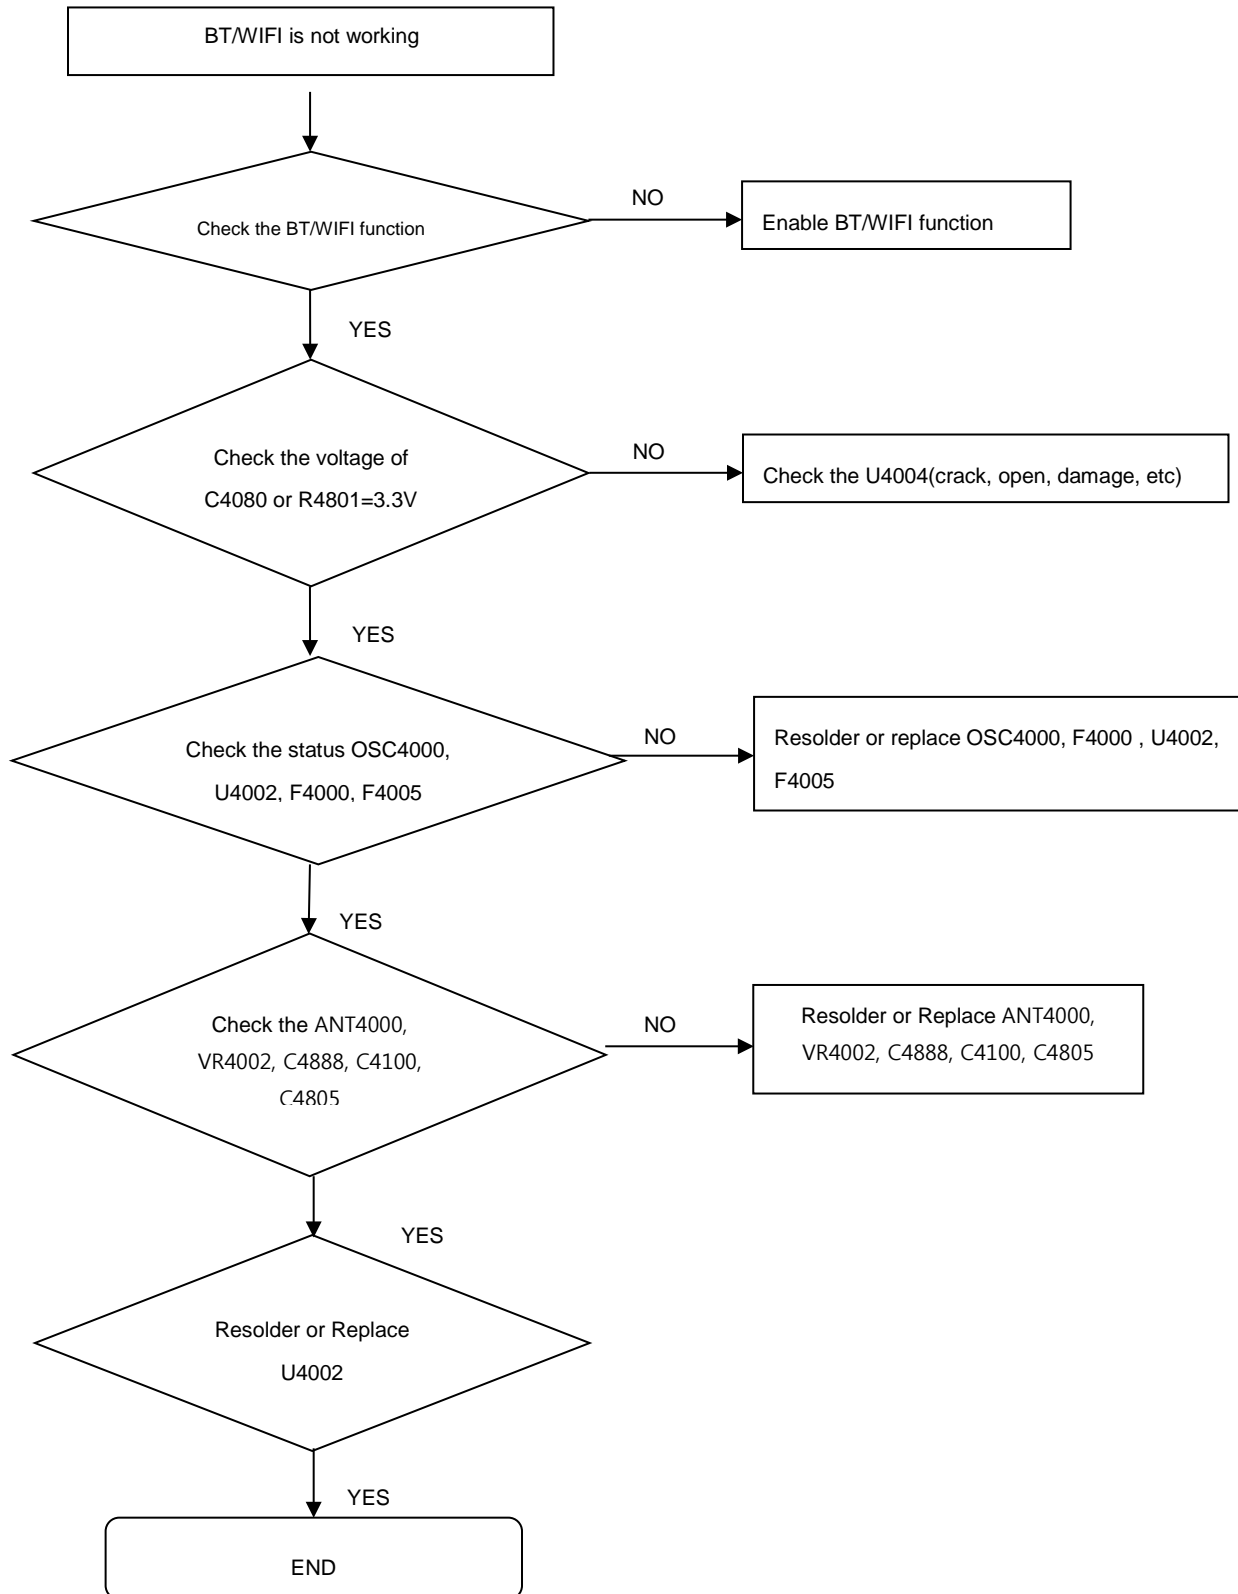 BT/WIFI is not working
Check the BT/WIFI function
NO
Enable BT/WIFI function
YES
Check the voltage of
C4080 or R4801=3.3V
NO
Check the U4004(crack, open, damage, etc)
YES
Check the status OSC4000,
U4002, F4000, F4005
NO
Resolder or replace OSC4000, F4000 , U4002,
F4005
YES
Check the ANT4000,
VR4002, C4888, C4100,
C4805
NO
Resolder or Replace ANT4000,
VR4002, C4888, C4100, C4805
YES
Resolder or Replace
U4002
YES
END